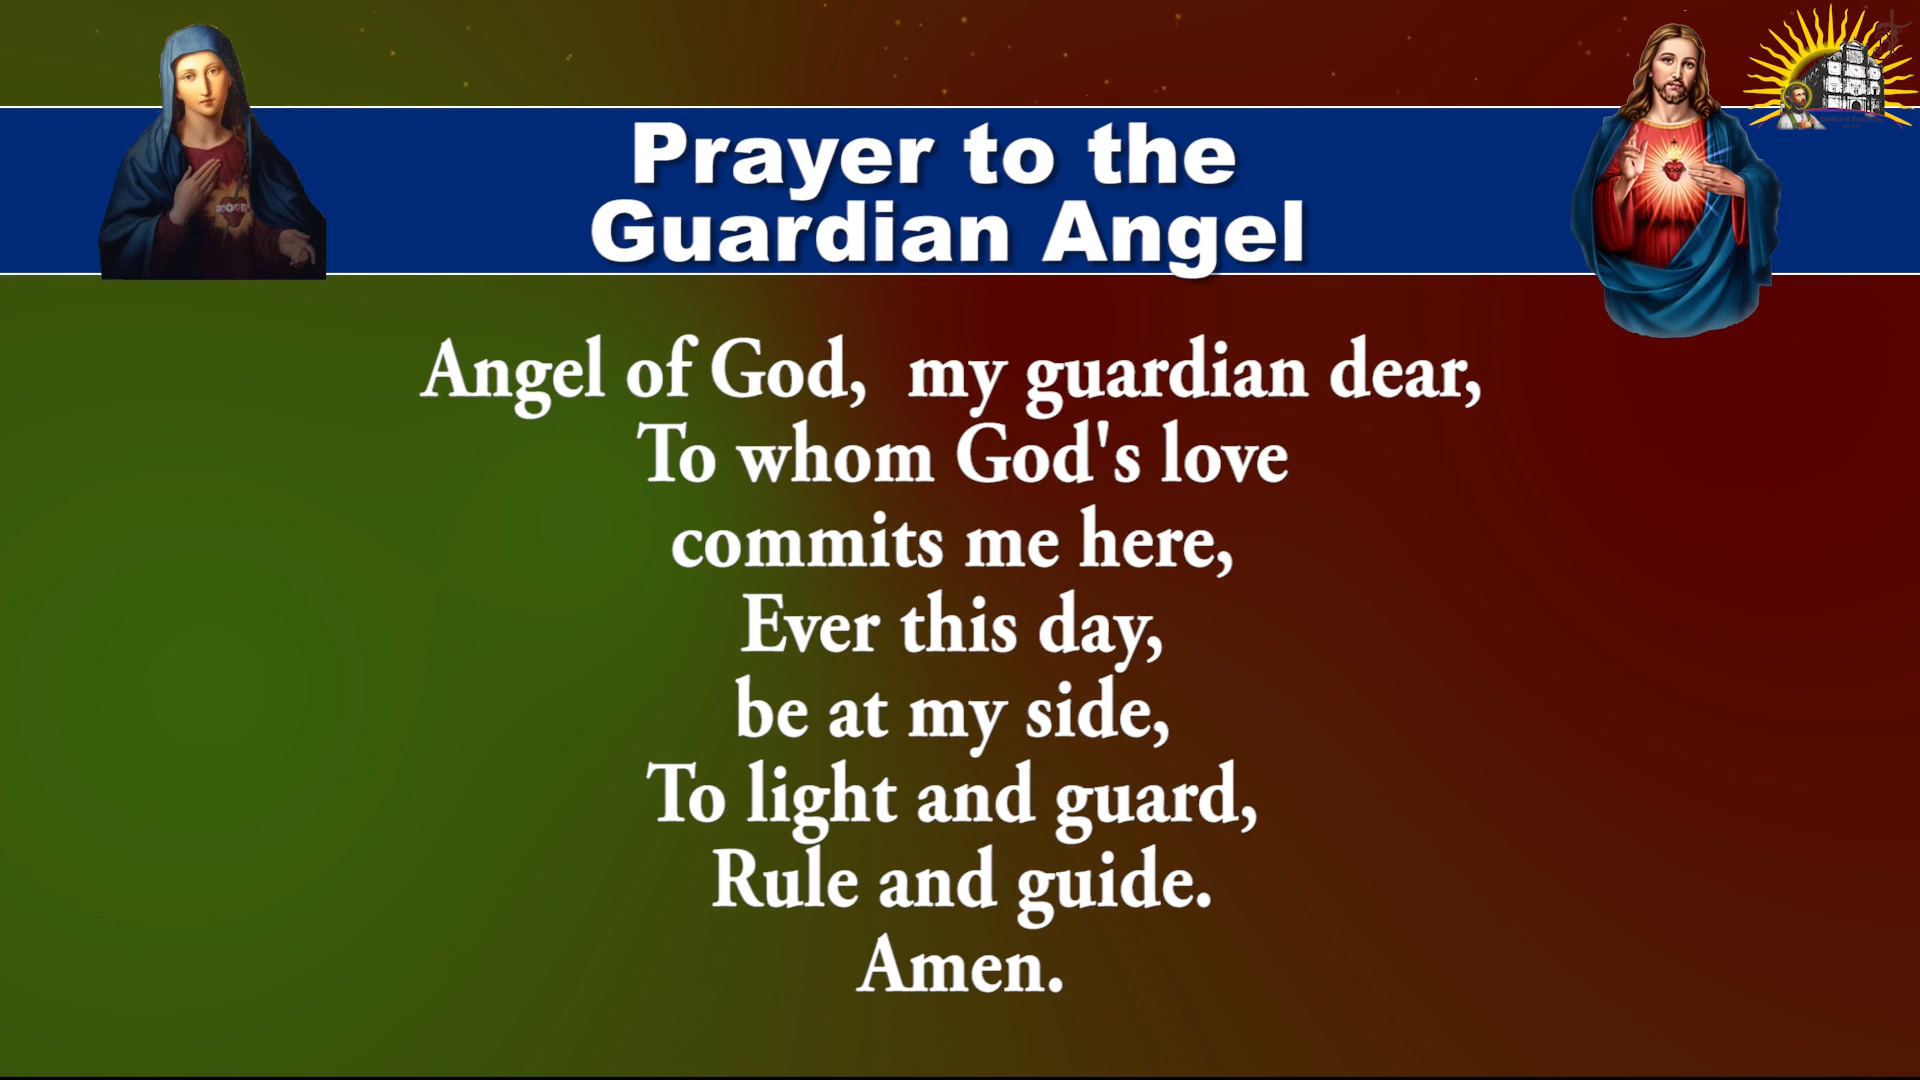 Prayer to the
Guardian Angel
Angel of God,  my guardian dear,
To whom God's love
commits me here,
Ever this day,
be at my side,
To light and guard,
Rule and guide.
Amen.